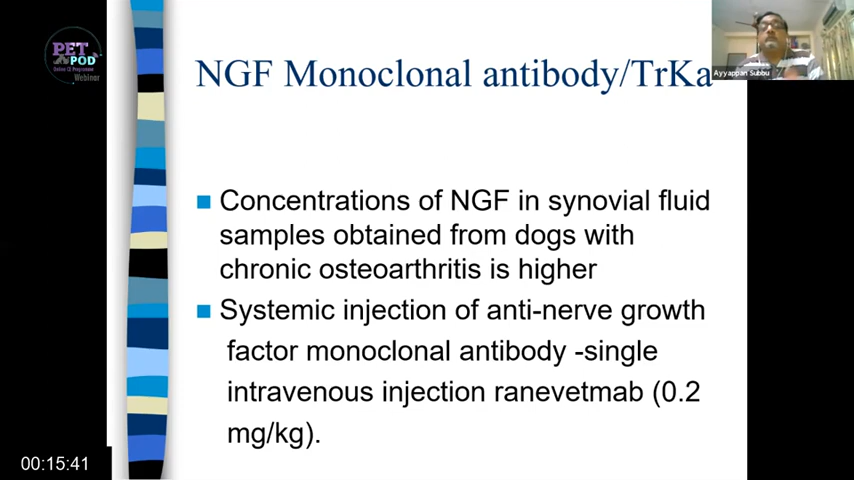 PET
POD
Online CE Programme
Webinar
NGF Monoclonal antibody/TrKa
Ayyappan Subbu
Concentrations of NGF in synovial fluid
samples obtained from dogs with
chronic osteoarthritis is higher
Systemic injection of anti-nerve growth
factor monoclonal antibody -single
intravenous injection ranevetmab (0.2
mg/kg).
00:15:41